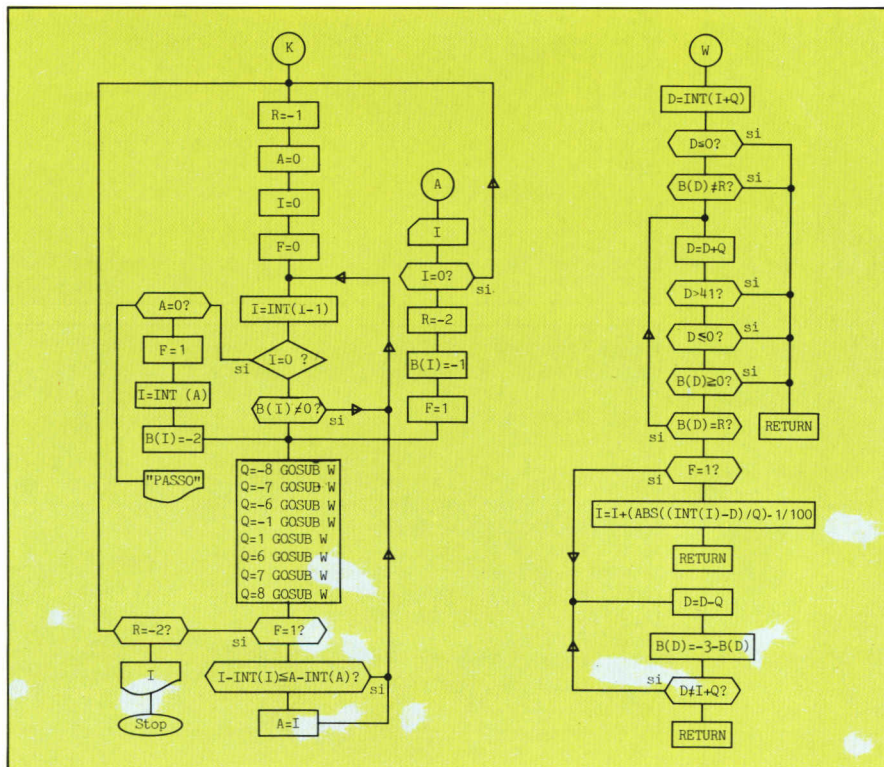 K
R=-1
A=0
I=0
F=0
I=INT(I-1)
I=0 ?
si
B(I)≠0?
si
A=0?
F=1
I=INT (A)
B(I)=-2
"PASSO"
A
I
I=0?
si
R=-2
B(I)=-1
F=1
Q=-8 GOSUB W
Q=-7 GOSUB W
Q=-6 GOSUB W
Q=-1 GOSUB W
Q=1 GOSUB W
Q=6 GOSUB W
Q=7 GOSUB W
Q=8 GOSUB W
R=-2?
si
F=1?
I
Stop
I-INT(I)≦A-INT(A)?
si
A=I
W
D=INT(I+Q)
D≦0?
si
B(D)≠R?
si
D=D+Q
D>41?
si
D≦0?
si
B(D)≧0?
si
B(D)=R?
si
RETURN
F=1?
si
I=I+(ABS((INT(I)-D)/Q)-1/100
RETURN
D=D-Q
B(D)=-3-B(D)
si
D≠I+Q?
RETURN